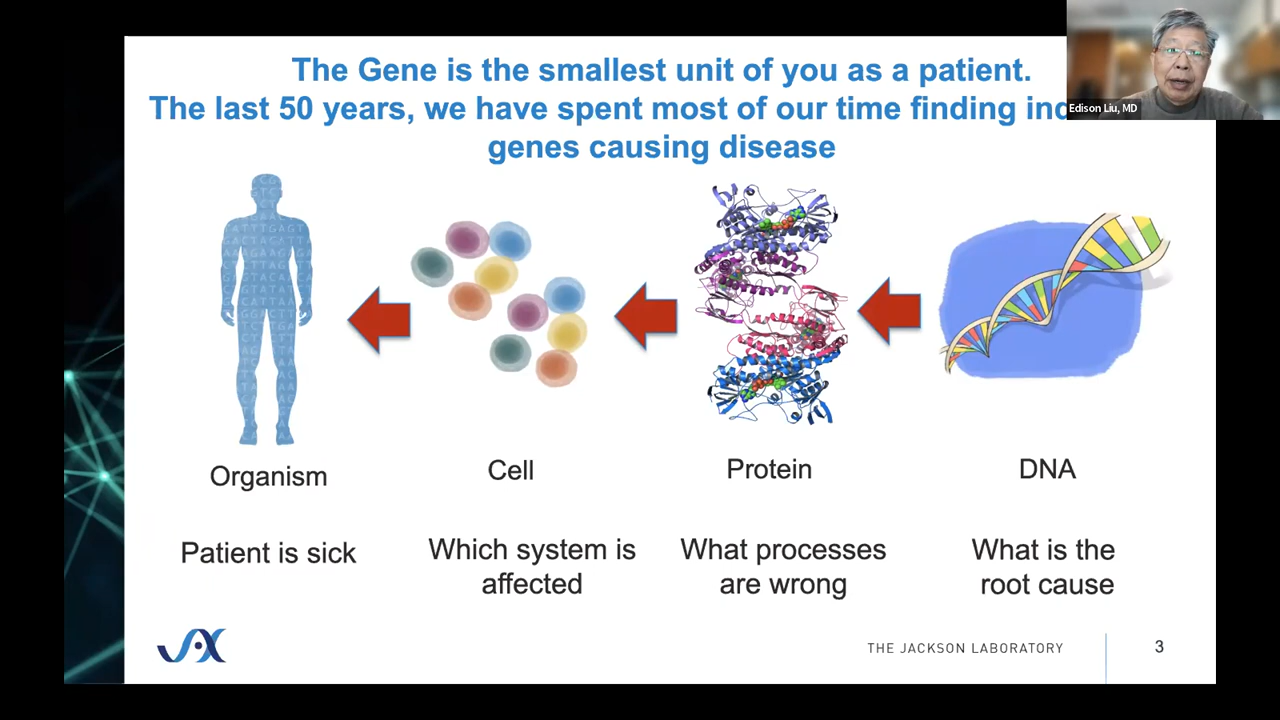 The Gene is the smallest unit of you as a patient.
The last 50 years, we have spent most of our time finding
genes causing disease
Edison Liu, MD
Organism
Cell
Protein
DNA
Patient is sick
Which system is
affected
What processes
are wrong
What is the
root cause
JAX
THE JACKSON LABORATORY
3